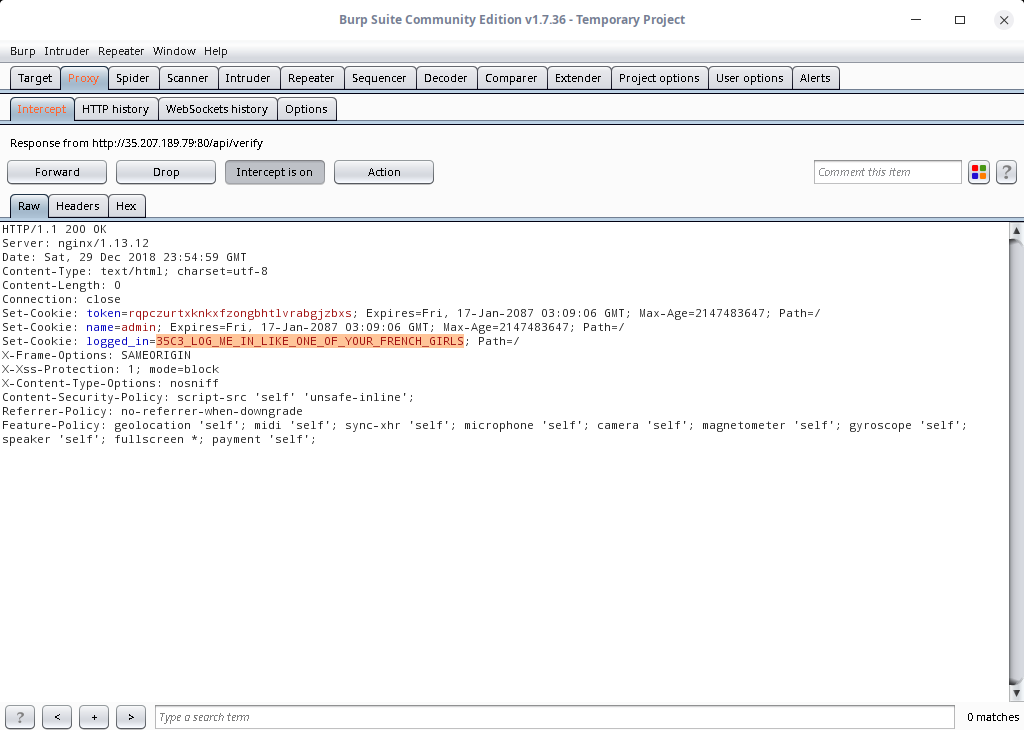 Burp Suite Community Edition v1.7.36 - Temporary Project
Burp Intruder Repeater Window Help
Target Proxy Spider Scanner Intruder Repeater Sequencer Decoder Comparer Extender Project options User options Alerts
Intercept HTTP history WebSockets history Options
Response from http://35.207.189.79:80/api/verify
Forward Drop Intercept is on Action Comment this item ?
Raw Headers Hex
HTTP/1.1 200 OK
Server: nginx/1.13.12
Date: Sat, 29 Dec 2018 23:54:59 GMT
Content-Type: text/html; charset=utf-8
Content-Length: 0
Connection: close
Set-Cookie: token=rqpczurtxknkxfzongbhtlvrabgjzbxs; Expires=Fri, 17-Jan-2087 03:09:06 GMT; Max-Age=2147483647; Path=/
Set-Cookie: name=admin; Expires=Fri, 17-Jan-2087 03:09:06 GMT; Max-Age=2147483647; Path=/
Set-Cookie: logged_in=35C3_LOG_ME_IN_LIKE_ONE_OF_YOUR_FRENCH_GIRLS; Path=/
X-Frame-Options: SAMEORIGIN
X-Xss-Protection: 1; mode=block
X-Content-Type-Options: nosniff
Content-Security-Policy: script-src 'self' 'unsafe-inline';
Referrer-Policy: no-referrer-when-downgrade
Feature-Policy: geolocation 'self'; midi 'self'; sync-xhr 'self'; microphone 'self'; camera 'self'; magnetometer 'self'; gyroscope 'self';
speaker 'self'; fullscreen *; payment 'self';
? < + > Type a search term 0 matches